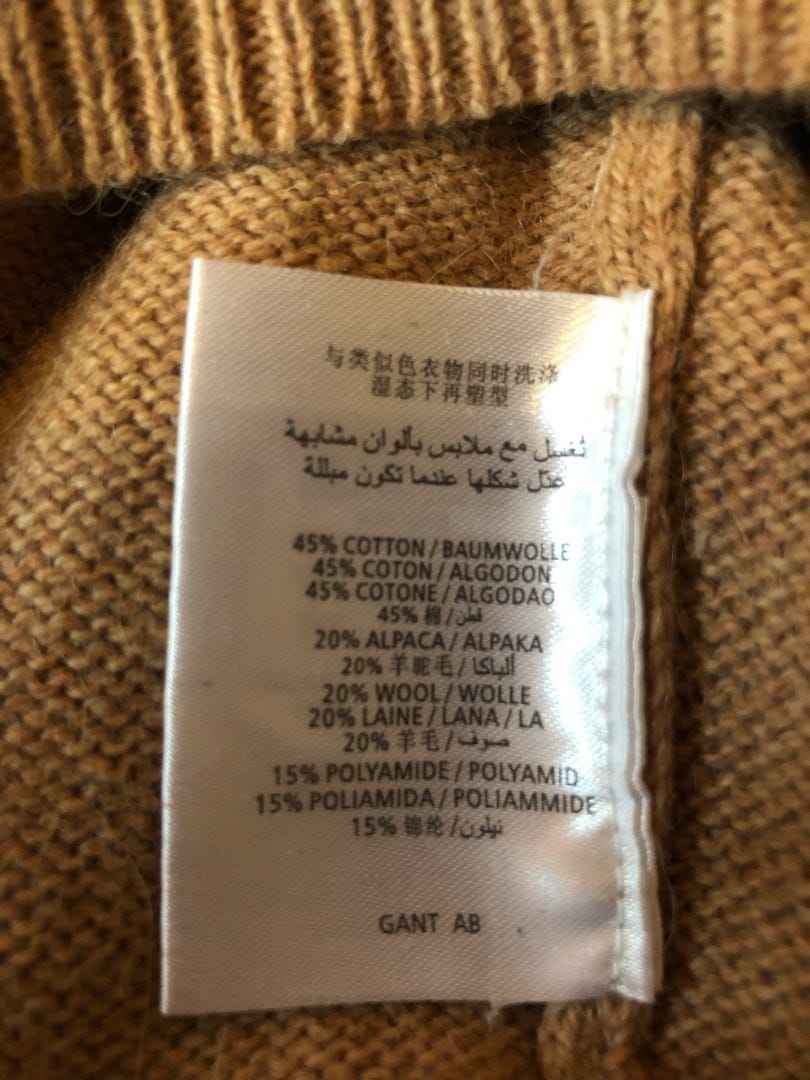 与类似色衣物同时洗涤
湿态下再塑型
تغسل مع ملابس بألوان مشابهة
عدّل شكلها عندما تكون مبللة
45% COTTON / BAUMWOLLE
45% COTON / ALGODON
45% COTONE / ALGODAO
45% 棉 / قطن
20% ALPACA / ALPAKA
20% 羊驼毛 / ألباكا
20% WOOL / WOLLE
20% LAINE / LANA / LA
20% 羊毛 / صوف
15% POLYAMIDE / POLYAMID
15% POLIAMIDA / POLIAMMIDE
15% 锦纶 / نيلون
GANT AB